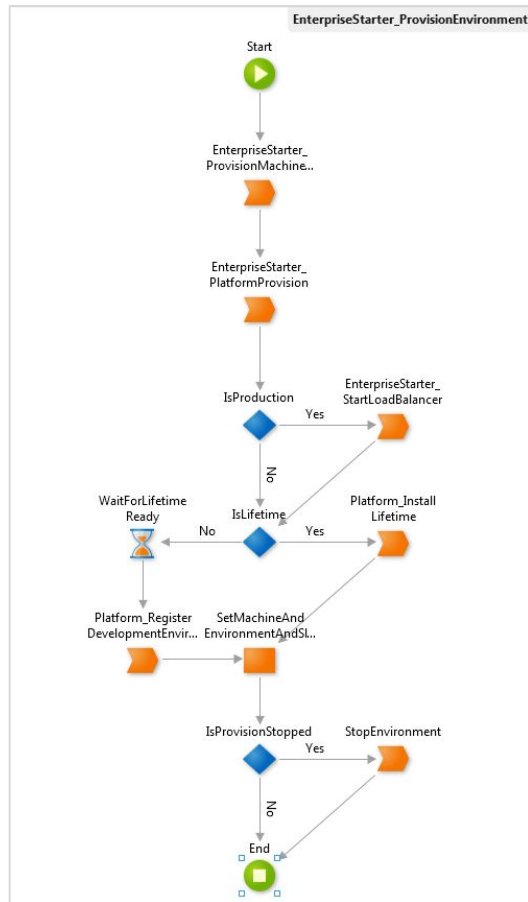 EnterpriseStarter_ProvisionEnvironment
Start
EnterpriseStarter_
ProvisionMachine...
EnterpriseStarter_
PlatformProvision
IsProduction
Yes
EnterpriseStarter_
StartLoadBalancer
No
WaitForLifetime
Ready
No
IsLifetime
Yes
Platform_Install
Lifetime
Platform_Register
DevelopmentEnvir...
SetMachineAnd
EnvironmentAndSl...
IsProvisionStopped
Yes
StopEnvironment
No
End